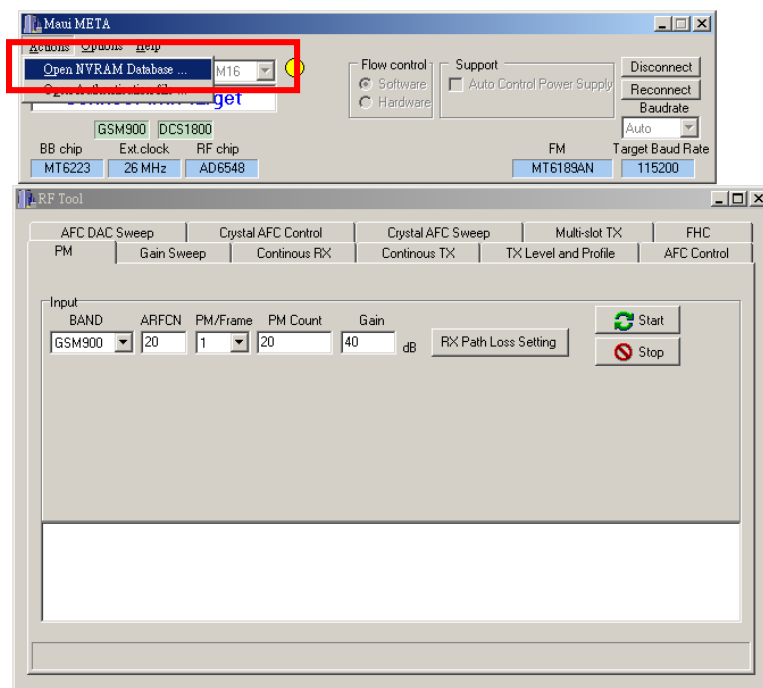 Maui META
Actions Options Help
Open NVRAM Database ...
M16
Flow control
Software
Hardware
Support
Auto Control Power Supply
Disconnect
Reconnect
Baudrate
Auto
GSM900 DCS1800
BB chip Ext.clock RF chip FM Target Baud Rate
MT6223 26 MHz AD6548 MT6189AN 115200
RF Tool
AFC DAC Sweep Crystal AFC Control Crystal AFC Sweep Multi-slot TX FHC
PM Gain Sweep Continous RX Continous TX TX Level and Profile AFC Control
Input
BAND ARFCN PM/Frame PM Count Gain
GSM900 20 1 20 40 dB RX Path Loss Setting
Start
Stop